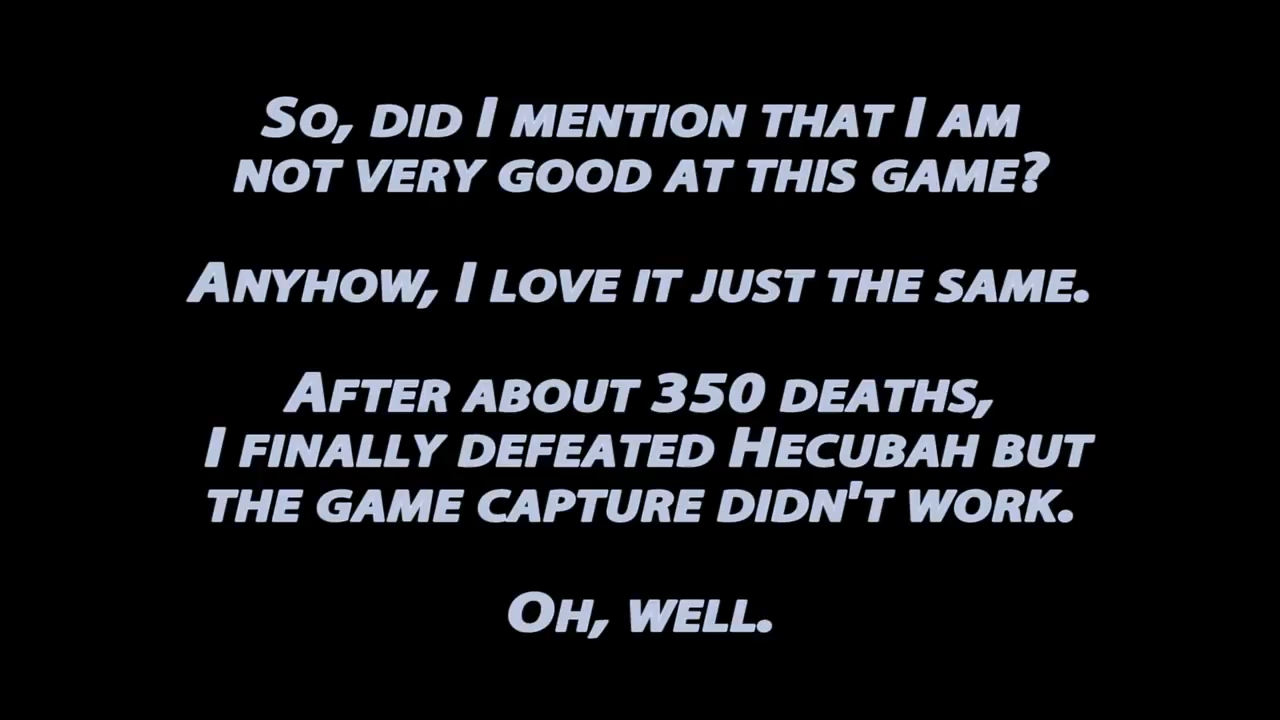 So, did I mention that I am
not very good at this game?
Anyhow, I love it just the same.
After about 350 deaths,
I finally defeated Hecubah but
the game capture didn't work.
Oh, well.